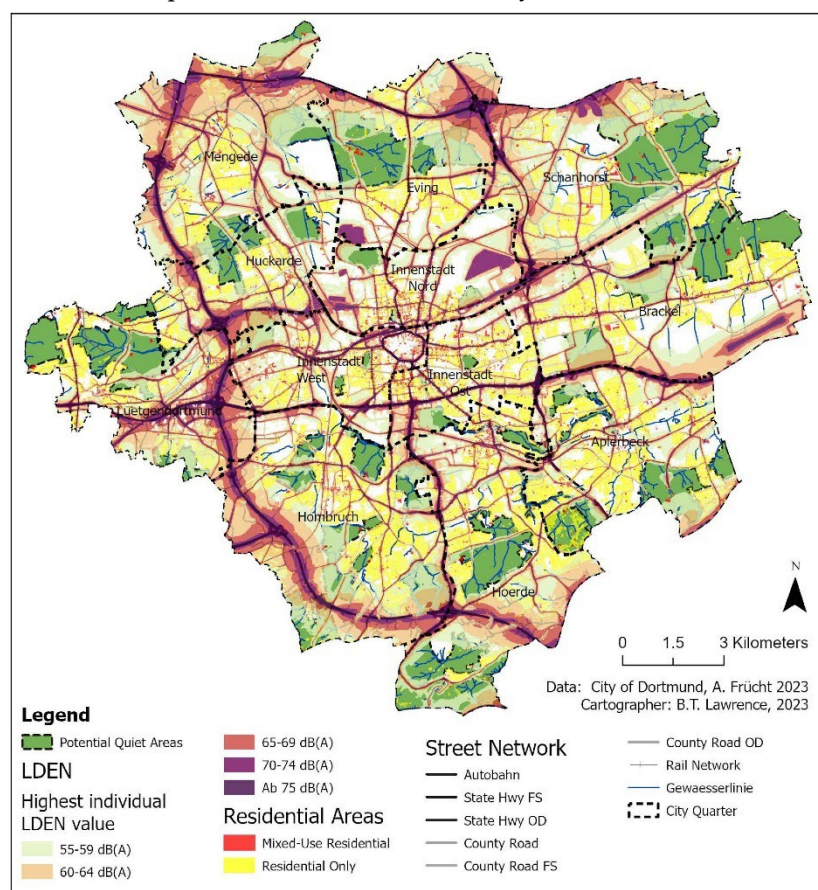 Mengede
Eving
Schanhorst
Huckarde
Innenstadt
Nord
Brackel
Innenstadt
West
Innenstadt
Ost
Luetgendortmund
Aplerbeck
Hombruch
Hoerde
N
0 1.5 3 Kilometers
Data: City of Dortmund, A. Frücht 2023
Cartographer: B.T. Lawrence, 2023
Legend
Potential Quiet Areas
LDEN
Highest individual
LDEN value
55-59 dB(A)
60-64 dB(A)
65-69 dB(A)
70-74 dB(A)
Ab 75 dB(A)
Residential Areas
Mixed-Use Residential
Residential Only
Street Network
Autobahn
State Hwy FS
State Hwy OD
County Road
County Road FS
County Road OD
Rail Network
Gewaesserlinie
City Quarter